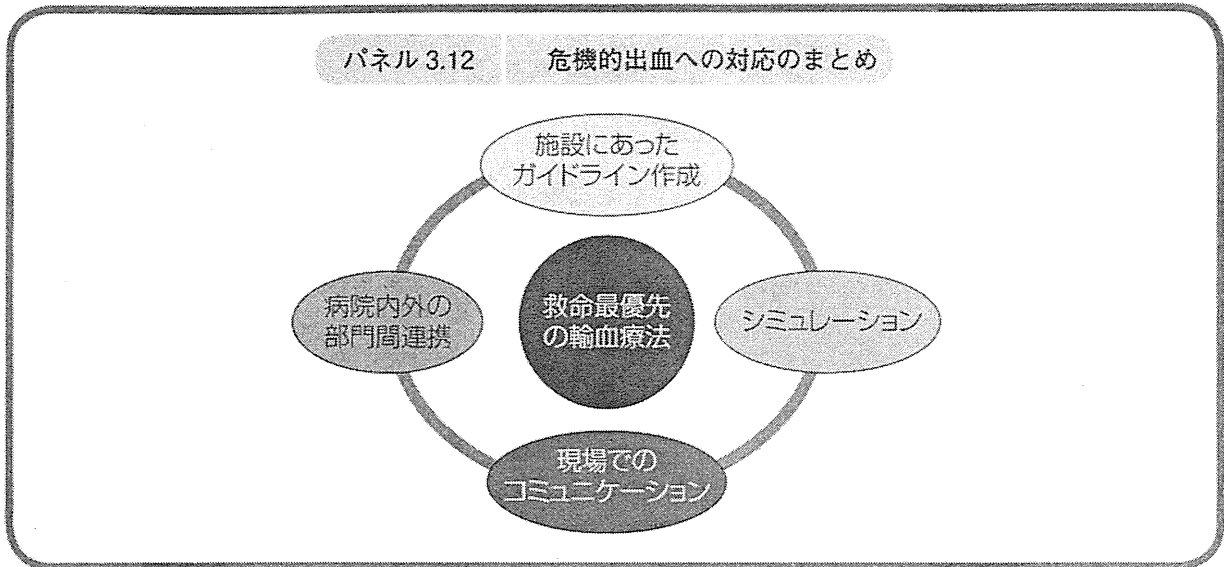 パネル 3.12 危機的出血への対応のまとめ
施設にあった
ガイドライン作成
病院内外の
部門間連携
救命最優先
の輸血療法
シミュレーション
現場での
コミュニケーション